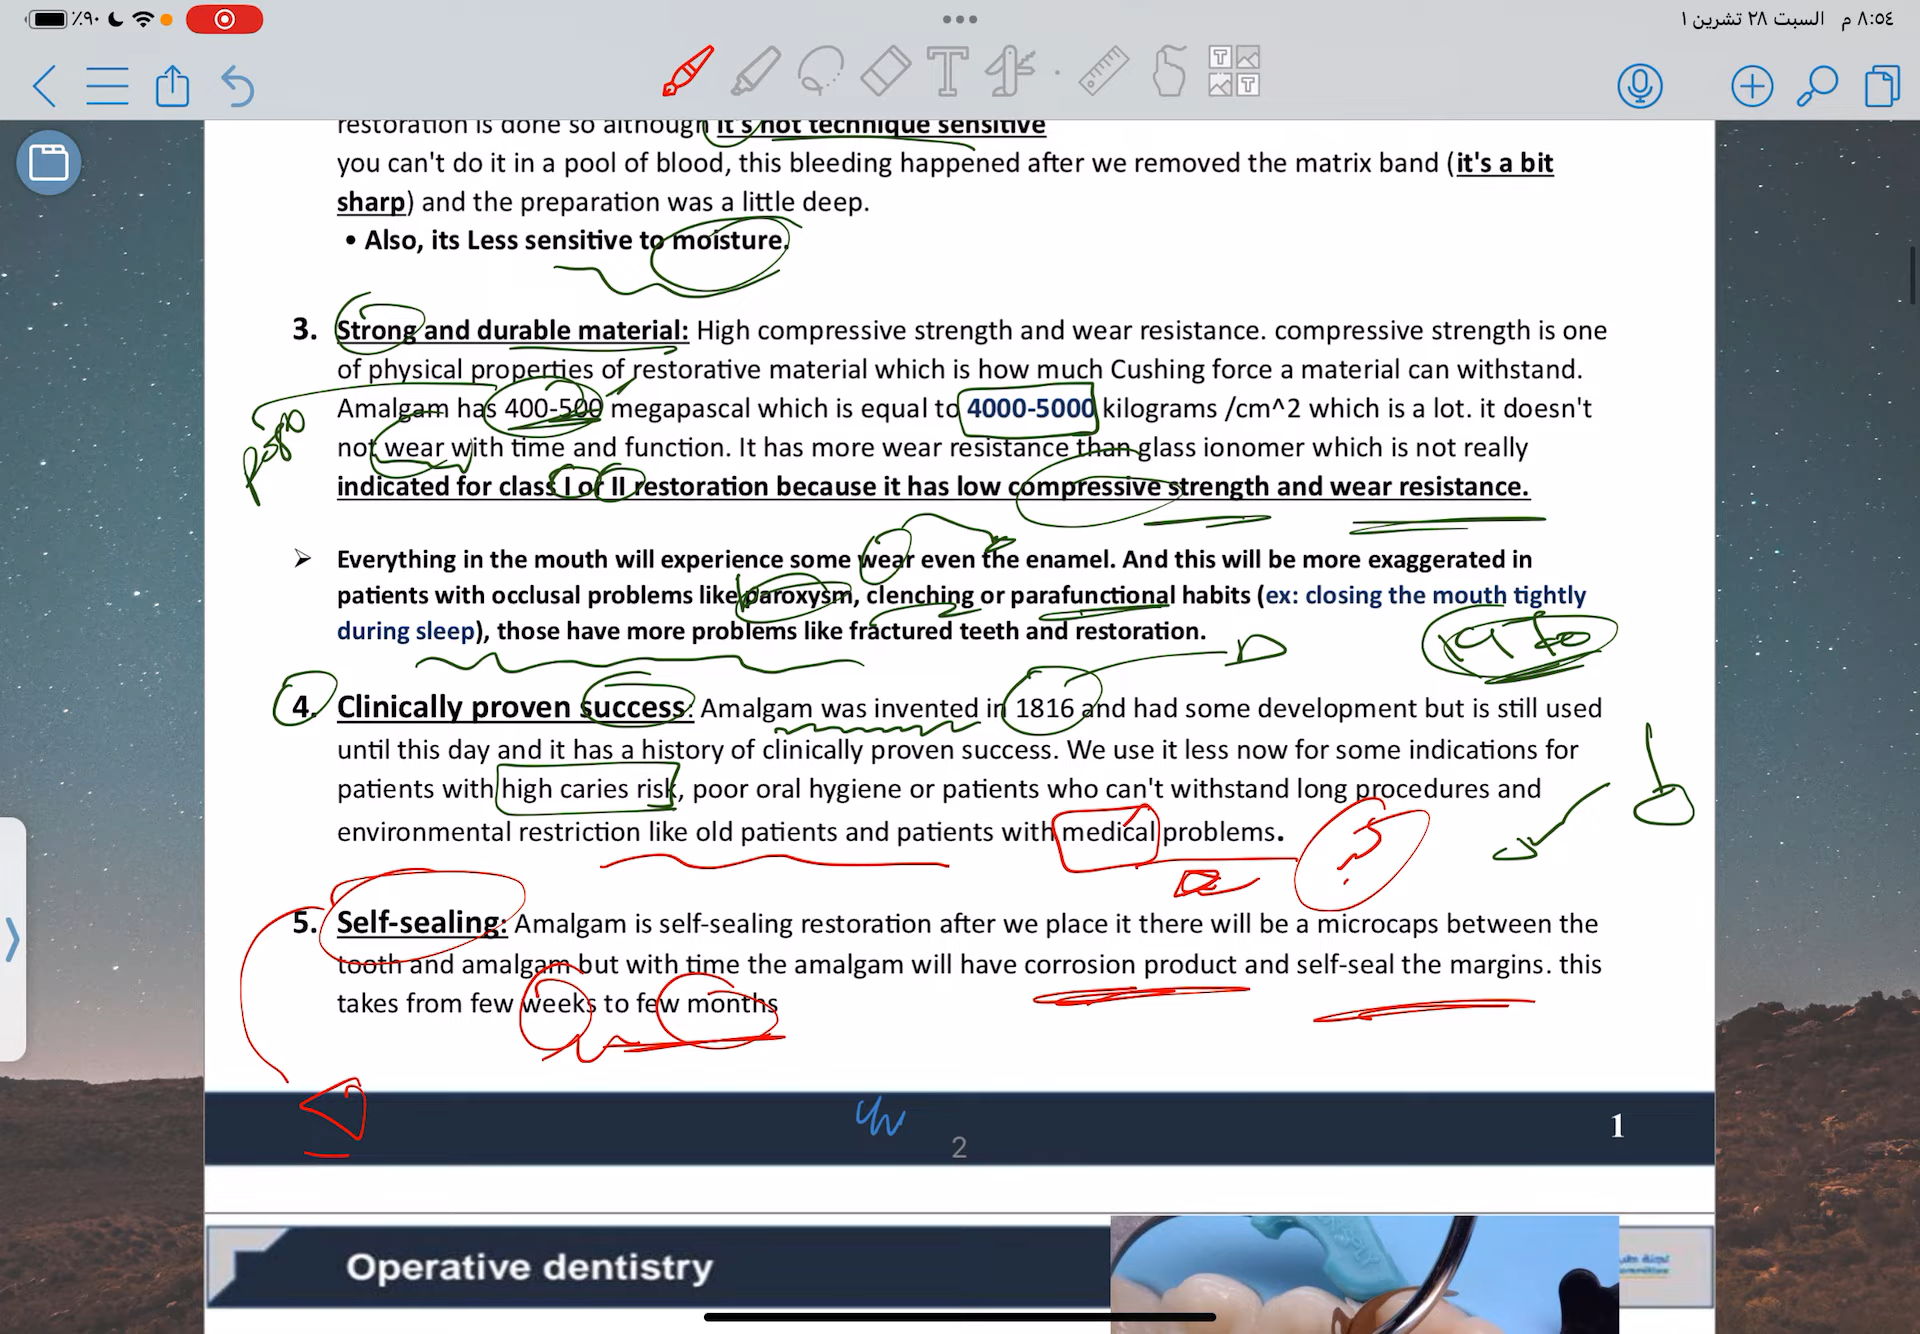 ٪٩٠
٨:٥٤ م السبت ٢٨ تشرين ١
restoration is done so although it's not technique sensitive
you can't do it in a pool of blood, this bleeding happened after we removed the matrix band (it's a bit
sharp) and the preparation was a little deep.
• Also, its Less sensitive to moisture.
3. Strong and durable material: High compressive strength and wear resistance. compressive strength is one
of physical properties of restorative material which is how much Cushing force a material can withstand.
Amalgam has 400-500 megapascal which is equal to 4000-5000 kilograms /cm^2 which is a lot. it doesn't
not wear with time and function. It has more wear resistance than glass ionomer which is not really
indicated for class I or II restoration because it has low compressive strength and wear resistance.
➢ Everything in the mouth will experience some wear even the enamel. And this will be more exaggerated in
patients with occlusal problems like paroxysm, clenching or parafunctional habits (ex: closing the mouth tightly
during sleep), those have more problems like fractured teeth and restoration.
4. Clinically proven success: Amalgam was invented in 1816 and had some development but is still used
until this day and it has a history of clinically proven success. We use it less now for some indications for
patients with high caries risk, poor oral hygiene or patients who can't withstand long procedures and
environmental restriction like old patients and patients with medical problems.
5. Self-sealing: Amalgam is self-sealing restoration after we place it there will be a microcaps between the
tooth and amalgam but with time the amalgam will have corrosion product and self-seal the margins. this
takes from few weeks to few months
1
2
Operative dentistry